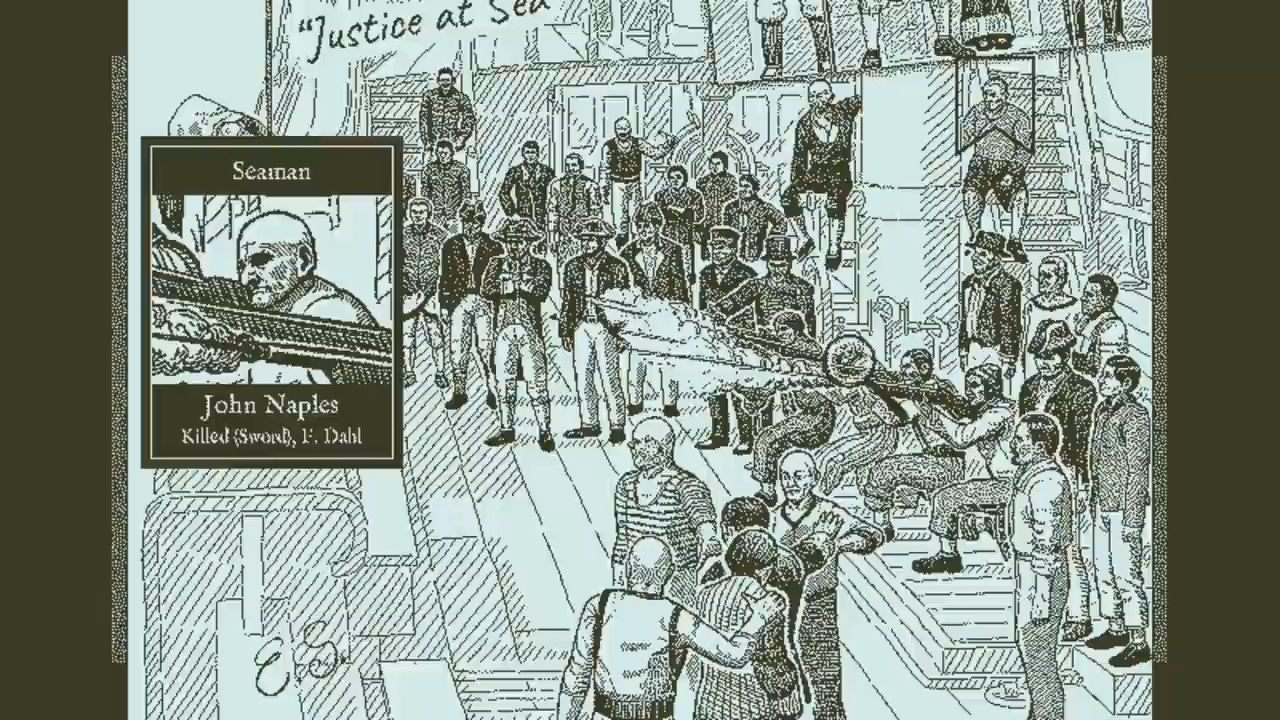 "Justice at Sea
Seaman
John Naples
Killed (Sword), F. Dahl
E.S.